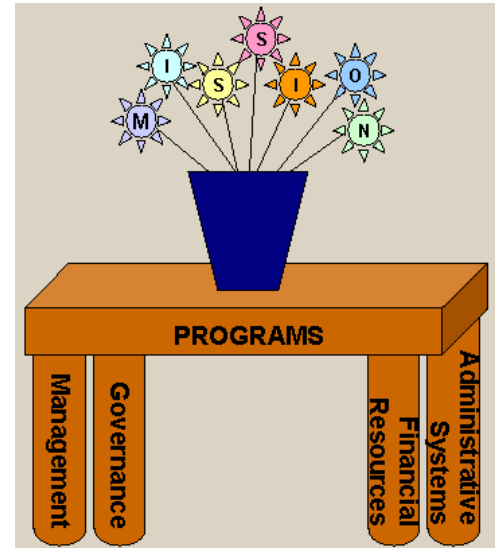 M
I
S
S
I
O
N
PROGRAMS
Management
Governance
Financial
Resources
Administrative
Systems